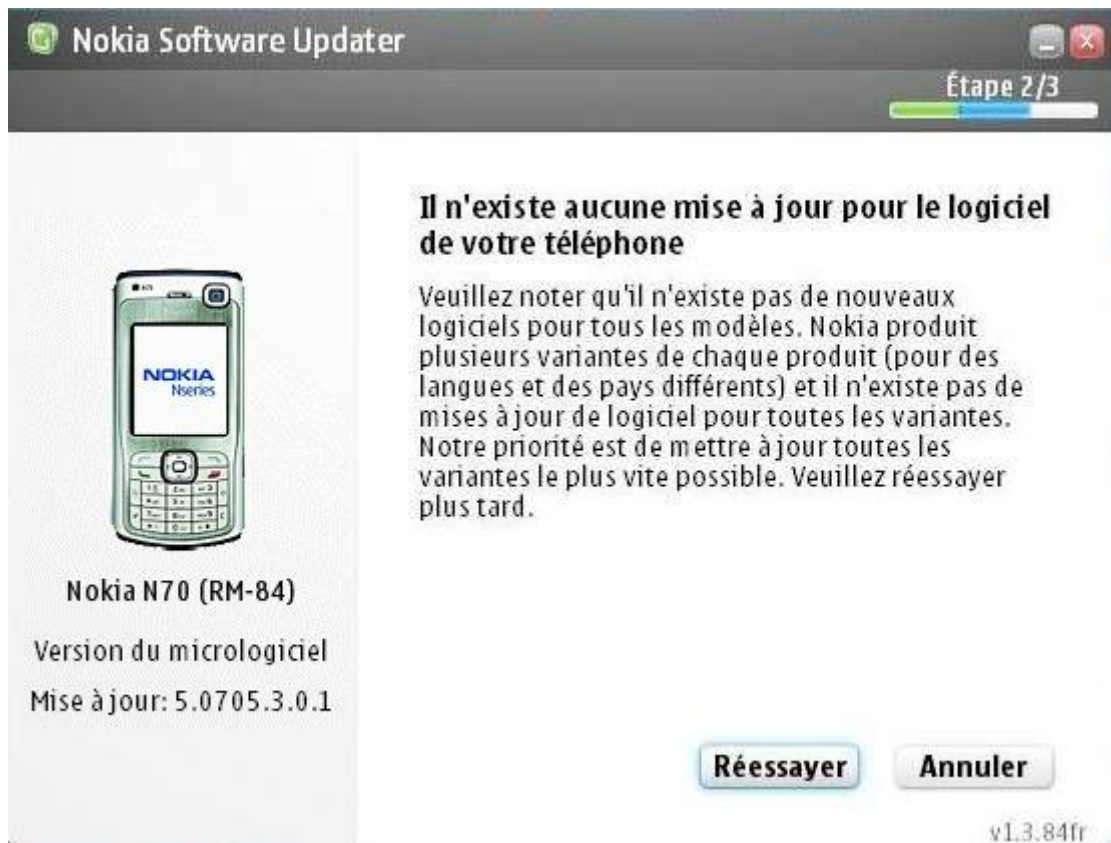 Nokia Software Updater
Étape 2/3
Il n'existe aucune mise à jour pour le logiciel
de votre téléphone
Veuillez noter qu'il n'existe pas de nouveaux
logiciels pour tous les modèles. Nokia produit
plusieurs variantes de chaque produit (pour des
langues et des pays différents) et il n'existe pas de
mises à jour de logiciel pour toutes les variantes.
Notre priorité est de mettre à jour toutes les
variantes le plus vite possible. Veuillez réessayer
plus tard.
NOKIA
Nseries
Nokia N70 (RM-84)
Version du micrologiciel
Mise à jour: 5.0705.3.0.1
Réessayer
Annuler
v1.3.84fr